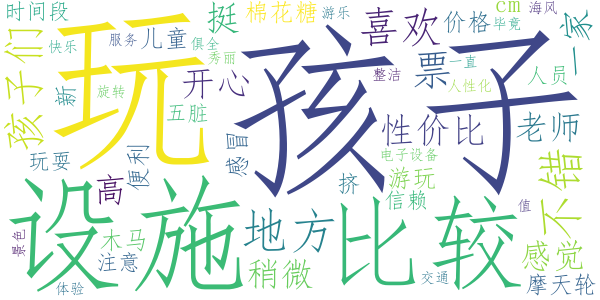 时间段
挺
棉花糖
游乐
喜欢
价格
cm
海风
毕竟
一家
快乐
服务
儿童
俱全
秀丽
玩
孩子
票
一直
人员
孩子们
新
旋转
开心
整洁
人性化
五脏
性价比
老师
玩耍
便利
感冒
电子设备
不错
高
挤
游玩
信赖
值
设施
地方
比较
感觉
景色
木马
注意
稍微
交通
摩天轮
体验